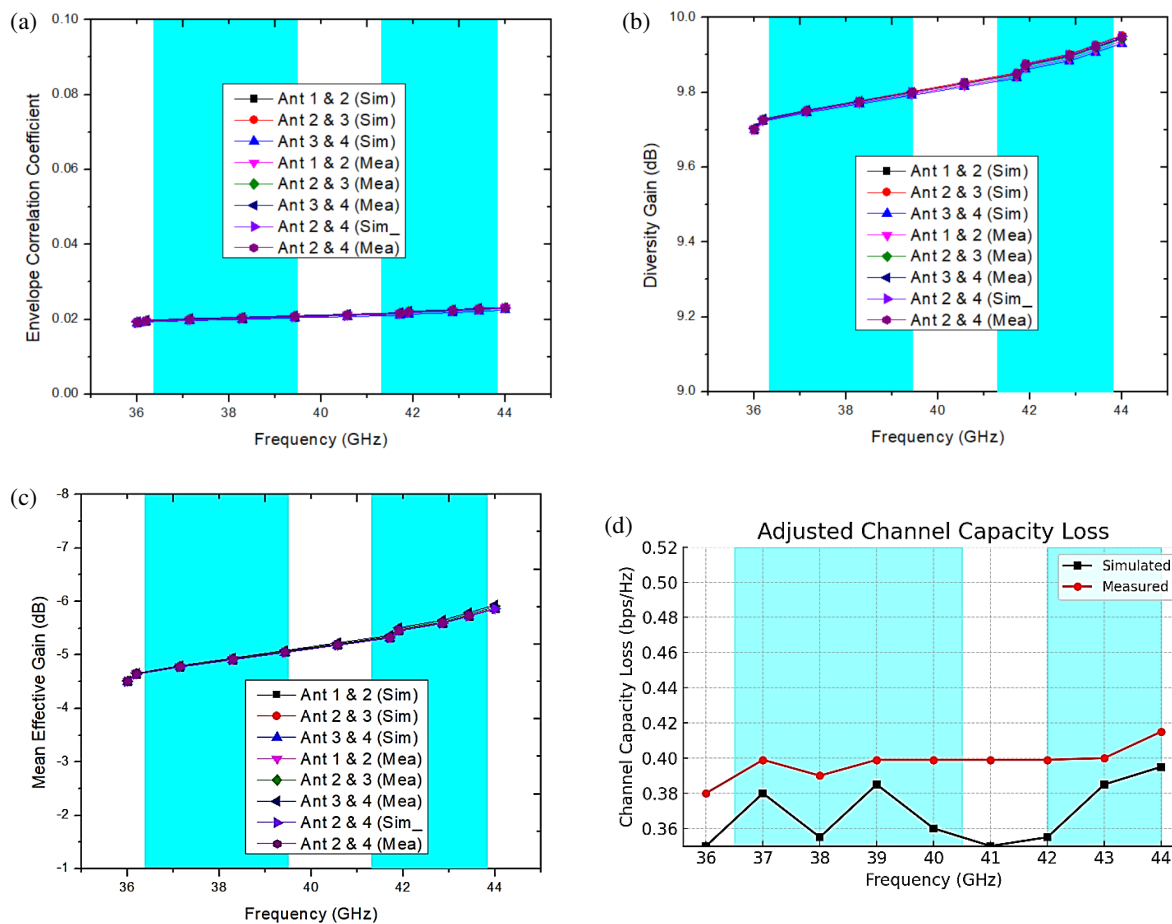 (a)
0.10
0.08
0.06
0.04
0.02
0.00
Envelope Correlation Coefficient
Ant 1 & 2 (Sim)
Ant 2 & 3 (Sim)
Ant 3 & 4 (Sim)
Ant 1 & 2 (Mea)
Ant 2 & 3 (Mea)
Ant 3 & 4 (Mea)
Ant 2 & 4 (Sim_
Ant 2 & 4 (Mea)
36 38 40 42 44
Frequency (GHz)
(b)
10.0
9.8
9.6
9.4
9.2
9.0
Diversity Gain (dB)
Ant 1 & 2 (Sim)
Ant 2 & 3 (Sim)
Ant 3 & 4 (Sim)
Ant 1 & 2 (Mea)
Ant 2 & 3 (Mea)
Ant 3 & 4 (Mea)
Ant 2 & 4 (Sim_
Ant 2 & 4 (Mea)
36 38 40 42 44
Frequency (GHz)
(c)
-8
-7
-6
-5
-4
-3
-2
-1
Mean Effective Gain (dB)
Ant 1 & 2 (Sim)
Ant 2 & 3 (Sim)
Ant 3 & 4 (Sim)
Ant 1 & 2 (Mea)
Ant 2 & 3 (Mea)
Ant 3 & 4 (Mea)
Ant 2 & 4 (Sim_
Ant 2 & 4 (Mea)
36 38 40 42 44
Frequency (GHz)
(d)
Adjusted Channel Capacity Loss
0.52
0.50
0.48
0.46
0.44
0.42
0.40
0.38
0.36
Channel Capacity Loss (bps/Hz)
Simulated
Measured
36 37 38 39 40 41 42 43 44
Frequency (GHz)